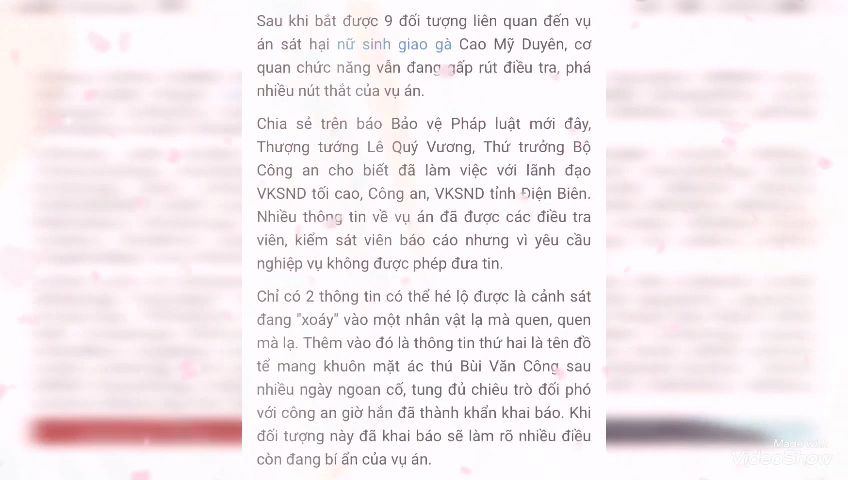 Sau khi bắt được 9 đối tượng liên quan đến vụ
án sát hại nữ sinh giao gà Cao Mỹ Duyên, cơ
quan chức năng vẫn đang gấp rút điều tra, phá
nhiều nút thắt của vụ án.
Chia sẻ trên báo Bảo vệ Pháp luật mới đây,
Thượng tướng Lê Quý Vương, Thứ trưởng Bộ
Công an cho biết đã làm việc với lãnh đạo
VKSND tối cao, Công an, VKSND tỉnh Điện Biên.
Nhiều thông tin về vụ án đã được các điều tra
viên, kiểm sát viên báo cáo nhưng vì yêu cầu
nghiệp vụ không được phép đưa tin.
Chỉ có 2 thông tin có thể hé lộ được là cảnh sát
đang "xoáy" vào một nhân vật lạ mà quen, quen
mà lạ. Thêm vào đó là thông tin thứ hai là tên đồ
tể mang khuôn mặt ác thú Bùi Văn Công sau
nhiều ngày ngoan cố, tung đủ chiêu trò đối phó
với công an giờ hắn đã thành khẩn khai báo. Khi
đối tượng này đã khai báo sẽ làm rõ nhiều điều
còn đang bí ẩn của vụ án.
Made with
VideoShow